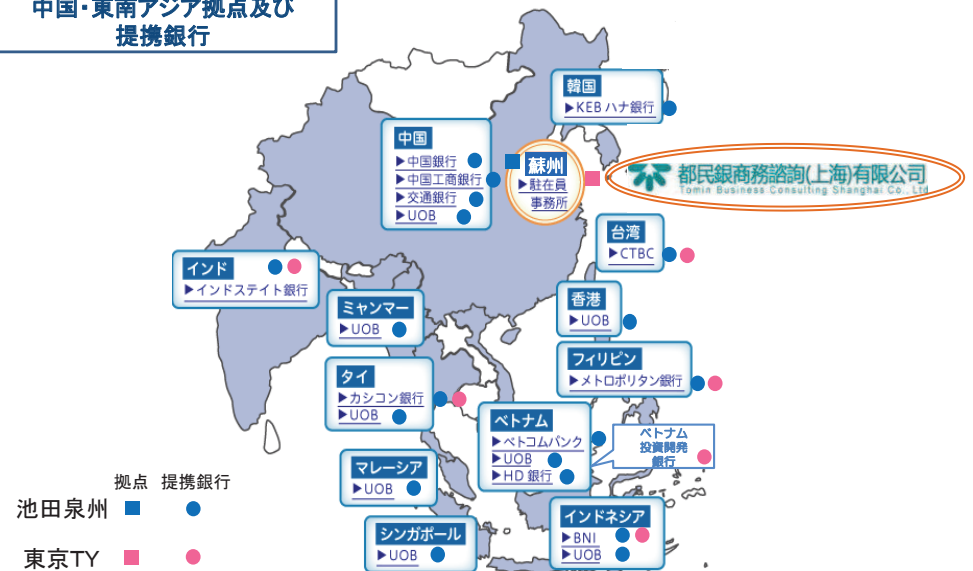 中国・東南アジア拠点及び
提携銀行
韓国
▶KEB ハナ銀行
中国
▶中国銀行
▶中国工商銀行
▶交通銀行
▶UOB
蘇州
▶駐在員
事務所
都民銀商務諮詢(上海)有限公司
Tomin Business Consulting Shanghai Co., Ltd
台湾
▶CTBC
インド
▶インドステイト銀行
ミャンマー
▶UOB
香港
▶UOB
フィリピン
▶メトロポリタン銀行
タイ
▶カシコン銀行
▶UOB
ベトナム
▶ベトコムバンク
▶UOB
▶HD 銀行
ベトナム
投資開発
銀行
マレーシア
▶UOB
シンガポール
▶UOB
インドネシア
▶BNI
▶UOB
拠点 提携銀行
池田泉州
東京TY